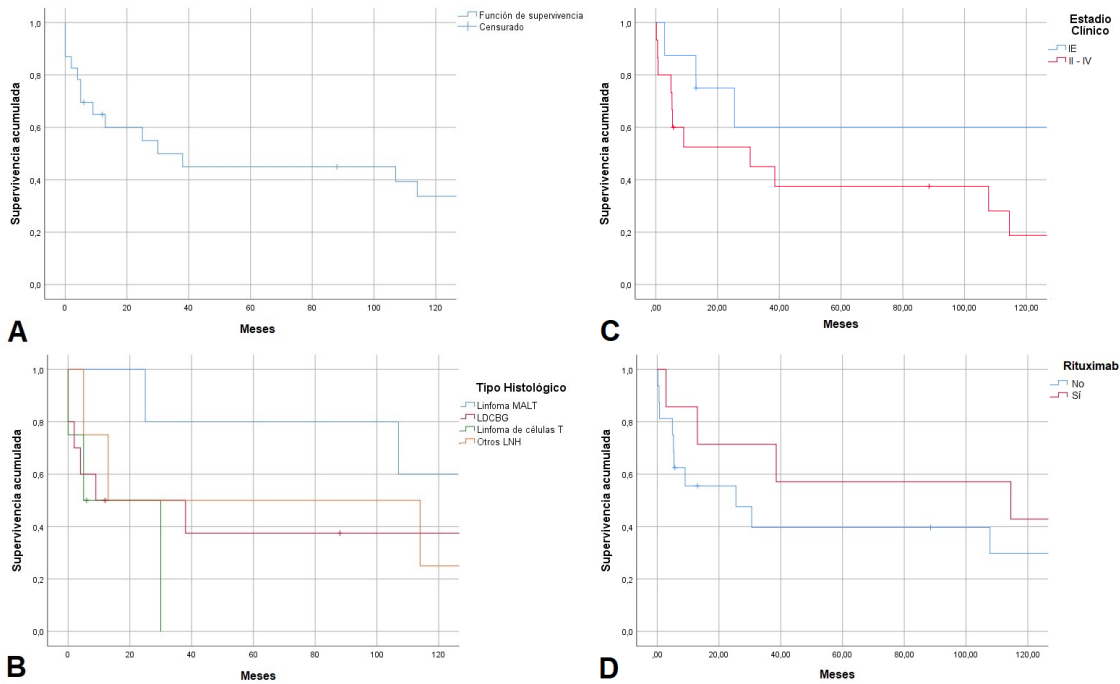 Supervivencia acumulada
1,0
0,8
0,6
0,4
0,2
0,0
0
20
40
60
80
100
120
Meses
Función de supervivencia
Censurado
A
Supervivencia acumulada
1,0
0,8
0,6
0,4
0,2
0,0
,00
20,00
40,00
60,00
80,00
100,00
120,00
Meses
Estadio
Clínico
IE
II - IV
C
Supervivencia acumulada
1,0
0,8
0,6
0,4
0,2
0,0
0
20
40
60
80
100
120
Meses
Tipo Histológico
Linfoma MALT
LDCBG
Linfoma de células T
Otros LNH
B
Supervivencia acumulada
1,0
0,8
0,6
0,4
0,2
0,0
,00
20,00
40,00
60,00
80,00
100,00
120,00
Meses
Rituximab
No
Sí
D